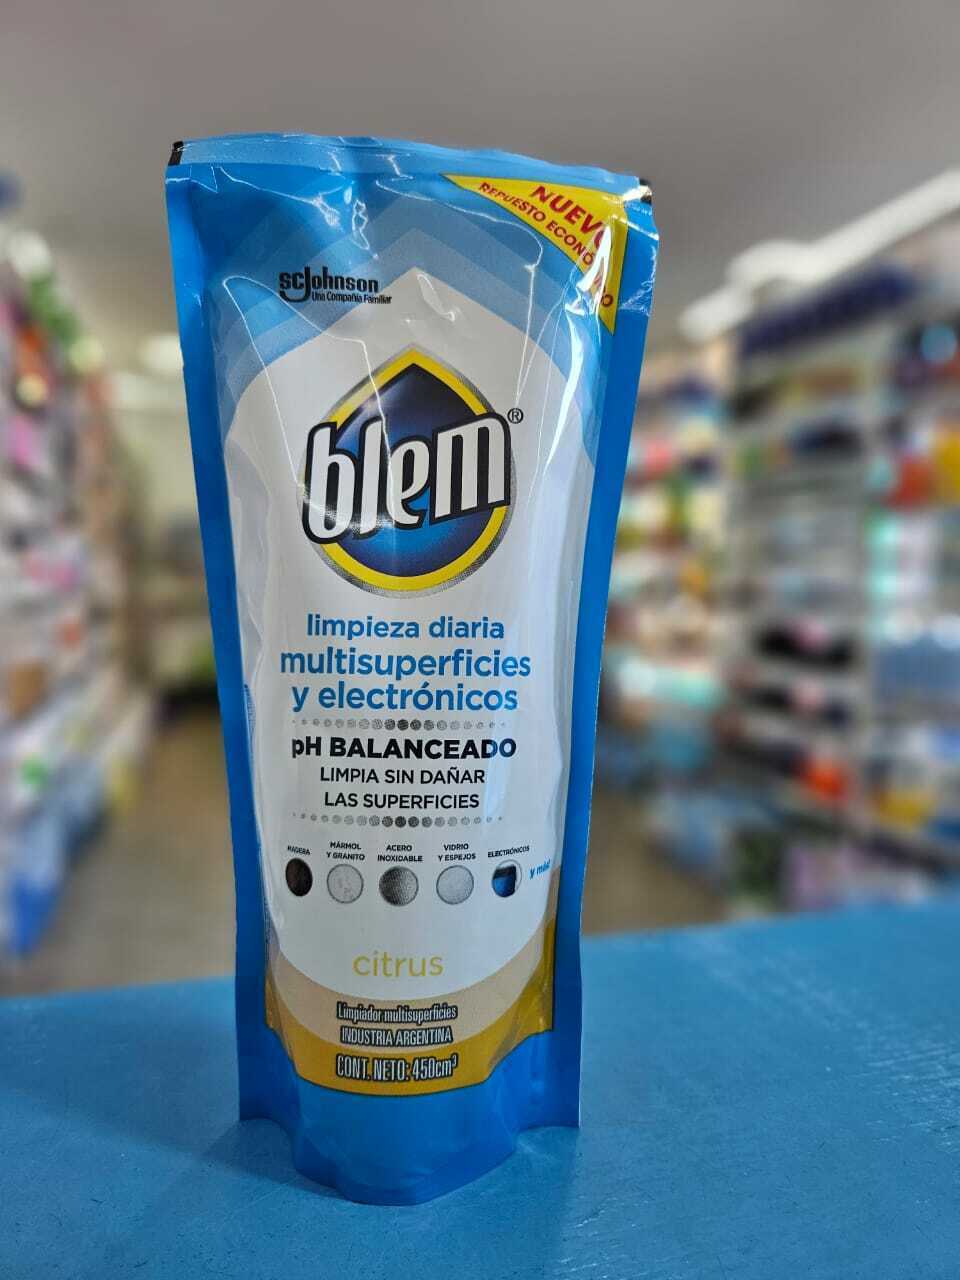 NUEVO
REPUESTO ECONÓMICO
scJohnson
Una Compañía Familiar
blem®
limpieza diaria
multisuperficies
y electrónicos
pH BALANCEADO
LIMPIA SIN DAÑAR
LAS SUPERFICIES
MADERA
MÁRMOL
Y GRANITO
ACERO
INOXIDABLE
VIDRIO
Y ESPEJOS
ELECTRÓNICOS
y más!
citrus
Limpiador multisuperficies
INDUSTRIA ARGENTINA
CONT. NETO: 450cm³